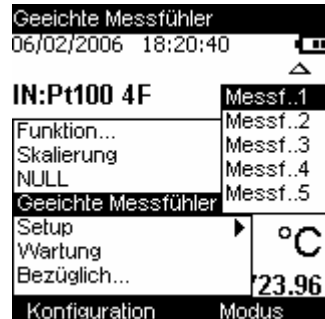 Geeichte Messfühler
06/02/2006 18:20:40
IN:Pt100 4F
Messf..1
Messf..2
Messf..3
Messf..4
Messf..5
Funktion...
Skalierung
NULL
Geeichte Messfühler
Setup
Wartung
Bezüglich...
°C
723.96
Konfiguration Modus